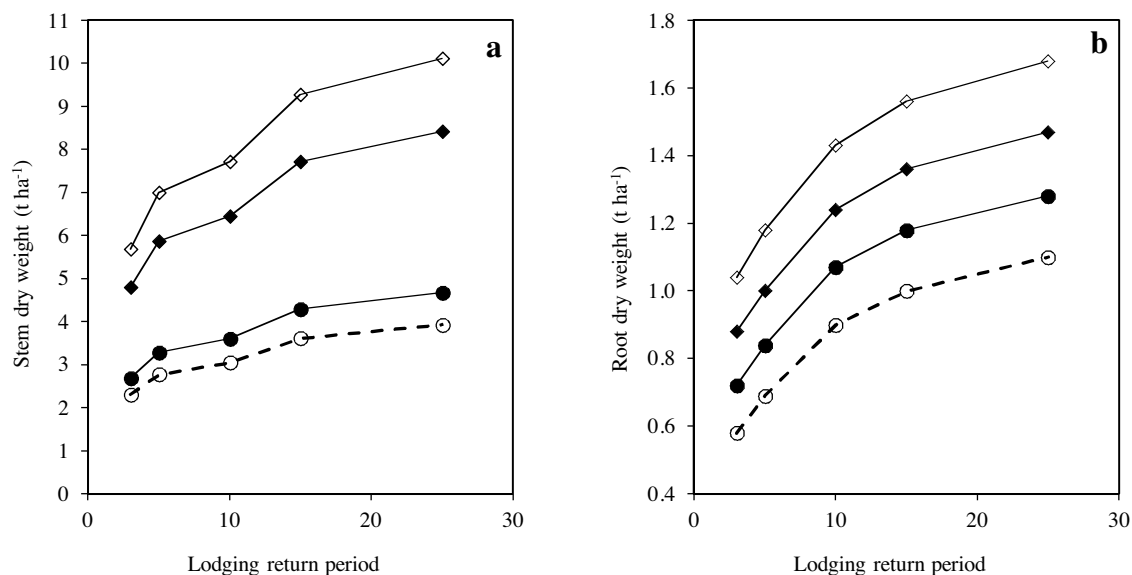 11
10
9
8
7
6
5
4
3
2
1
0
a
Stem dry weight (t ha⁻¹)
0 10 20 30
Lodging return period
1.8
1.6
1.4
1.2
1.0
0.8
0.6
0.4
b
Root dry weight (t ha⁻¹)
0 10 20 30
Lodging return period